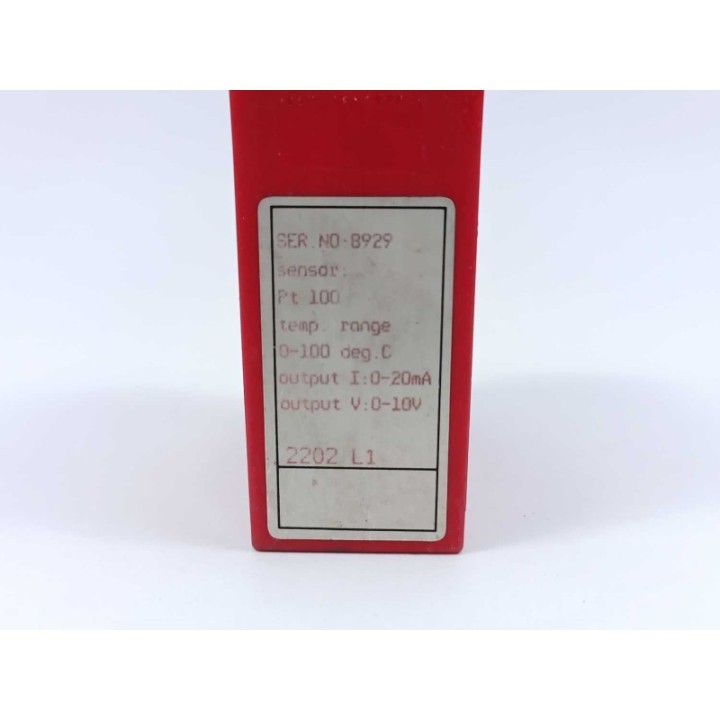 SER.NO:8929
sensor:
Pt 100
temp. range
0-100 deg.C
output I:0-20mA
output V:0-10V
2202 L1